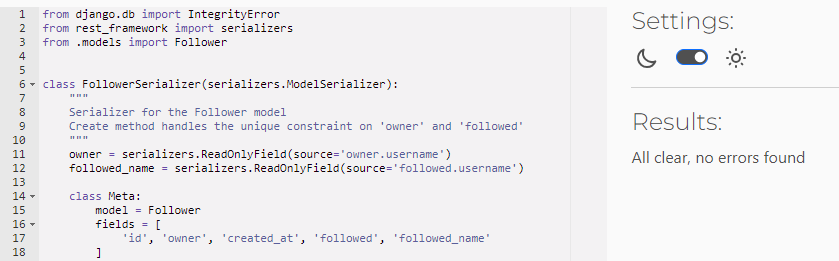 1 from django.db import IntegrityError
2 from rest_framework import serializers
3 from .models import Follower
4
5
6 class FollowerSerializer(serializers.ModelSerializer):
7     """
8     Serializer for the Follower model
9     Create method handles the unique constraint on 'owner' and 'followed'
10     """
11     owner = serializers.ReadOnlyField(source='owner.username')
12     followed_name = serializers.ReadOnlyField(source='followed.username')
13
14     class Meta:
15         model = Follower
16         fields = [
17             'id', 'owner', 'created_at', 'followed', 'followed_name'
18         ]
Settings:
Results:
All clear, no errors found